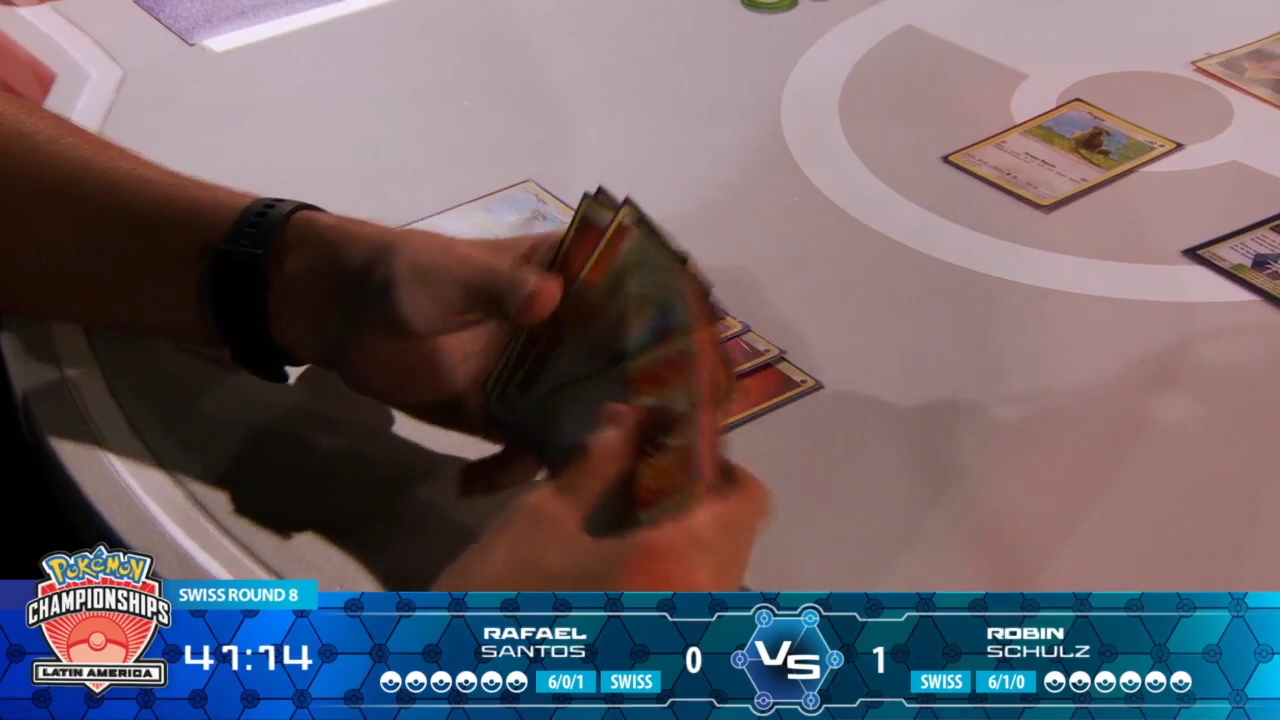 Pokémon
CHAMPIONSHIPS
LATIN AMERICA
SWISS ROUND 8
41:14
RAFAEL
SANTOS
6/0/1
SWISS
0
VS
1
ROBIN
SCHULZ
SWISS
6/1/0